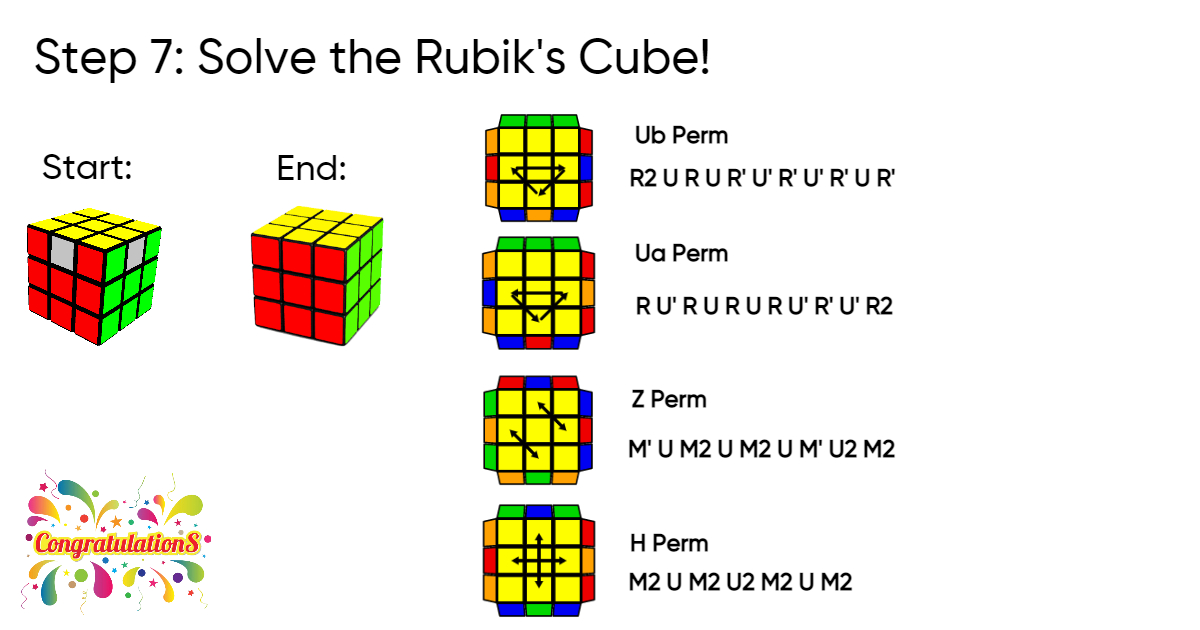 Step 7: Solve the Rubik's Cube!
Start:
End:
Ub Perm
R2 U R U R' U' R' U' R' U R'
Ua Perm
R U' R U R U R U' R' U' R2
Z Perm
M' U M2 U M2 U M' U2 M2
H Perm
M2 U M2 U2 M2 U M2
CongratulationS